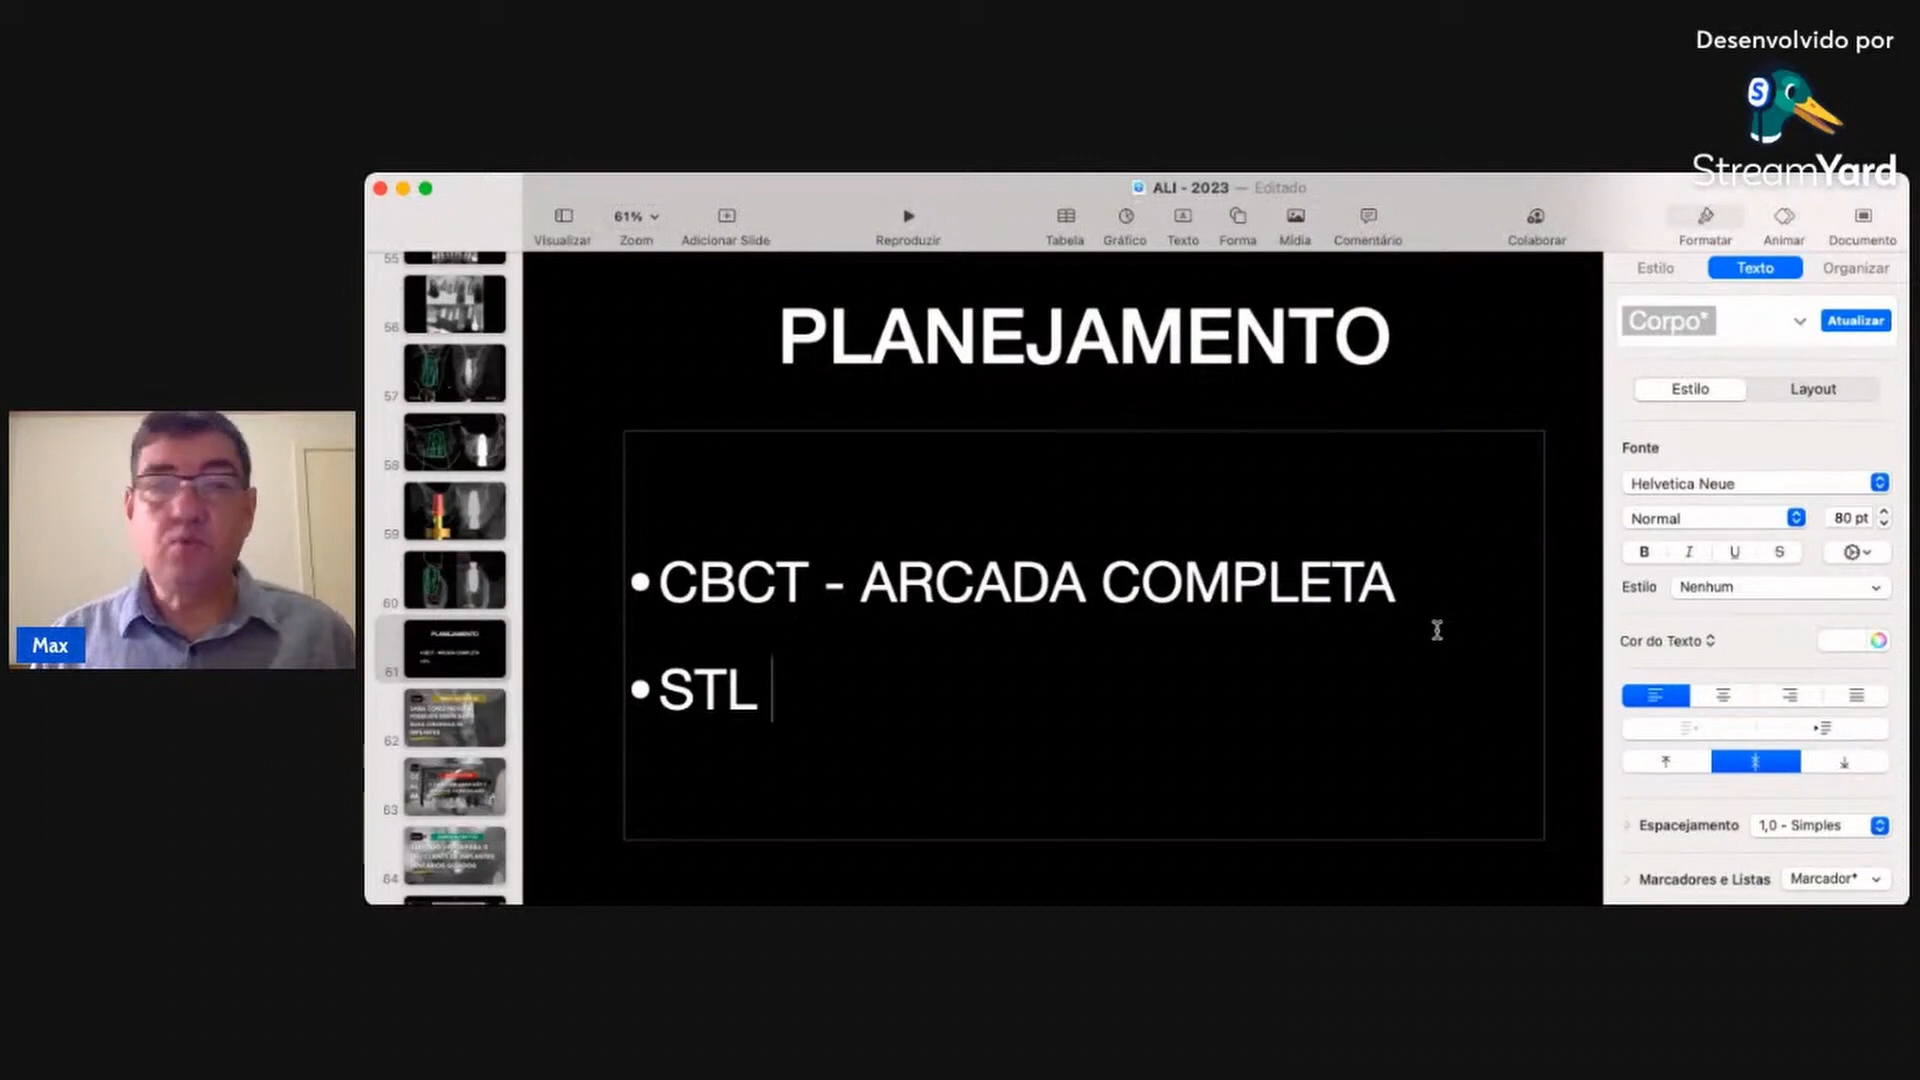 Desenvolvido por
StreamYard
ALI - 2023 — Editado
61%
Visualizar
Zoom
Adicionar Slide
Reproduzir
Tabela
Gráfico
Texto
Forma
Mídia
Comentário
Colaborar
Formatar
Animar
Documento
Estilo
Texto
Organizar
55
56
57
58
59
60
61
62
63
64
PLANEJAMENTO
•CBCT - ARCADA COMPLETA
•STL
Max
Corpo*
Atualizar
Estilo
Layout
Fonte
Helvetica Neue
Normal
80 pt
B I U S
Estilo
Nenhum
Cor do Texto
Espacejamento
1,0 - Simples
Marcadores e Listas
Marcador*